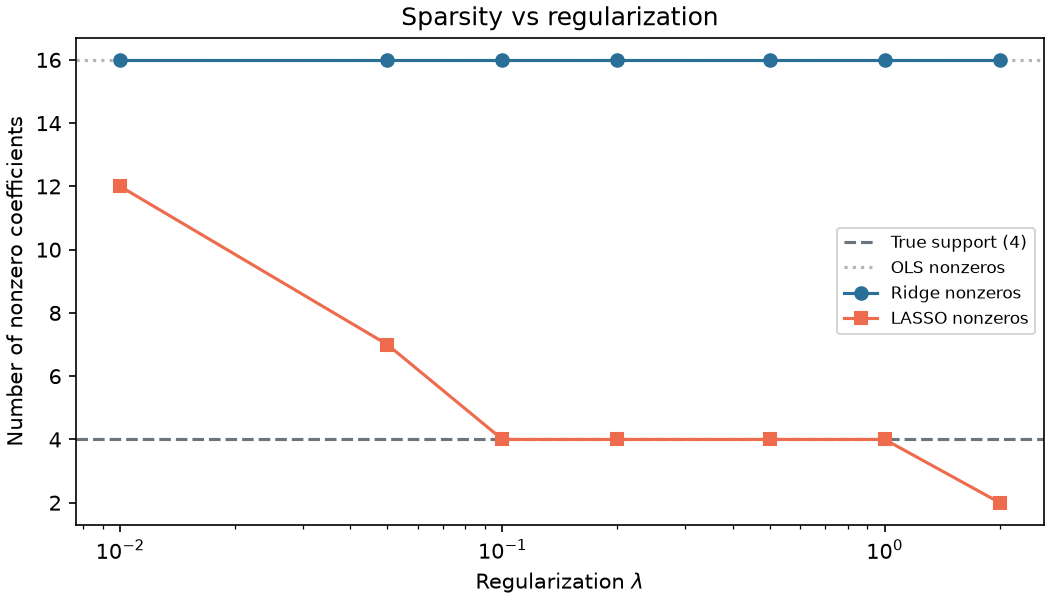 Sparsity vs regularization
Number of nonzero coefficients
16
14
12
10
8
6
4
2
True support (4)
OLS nonzeros
Ridge nonzeros
LASSO nonzeros
10⁻²
10⁻¹
10⁰
Regularization λ